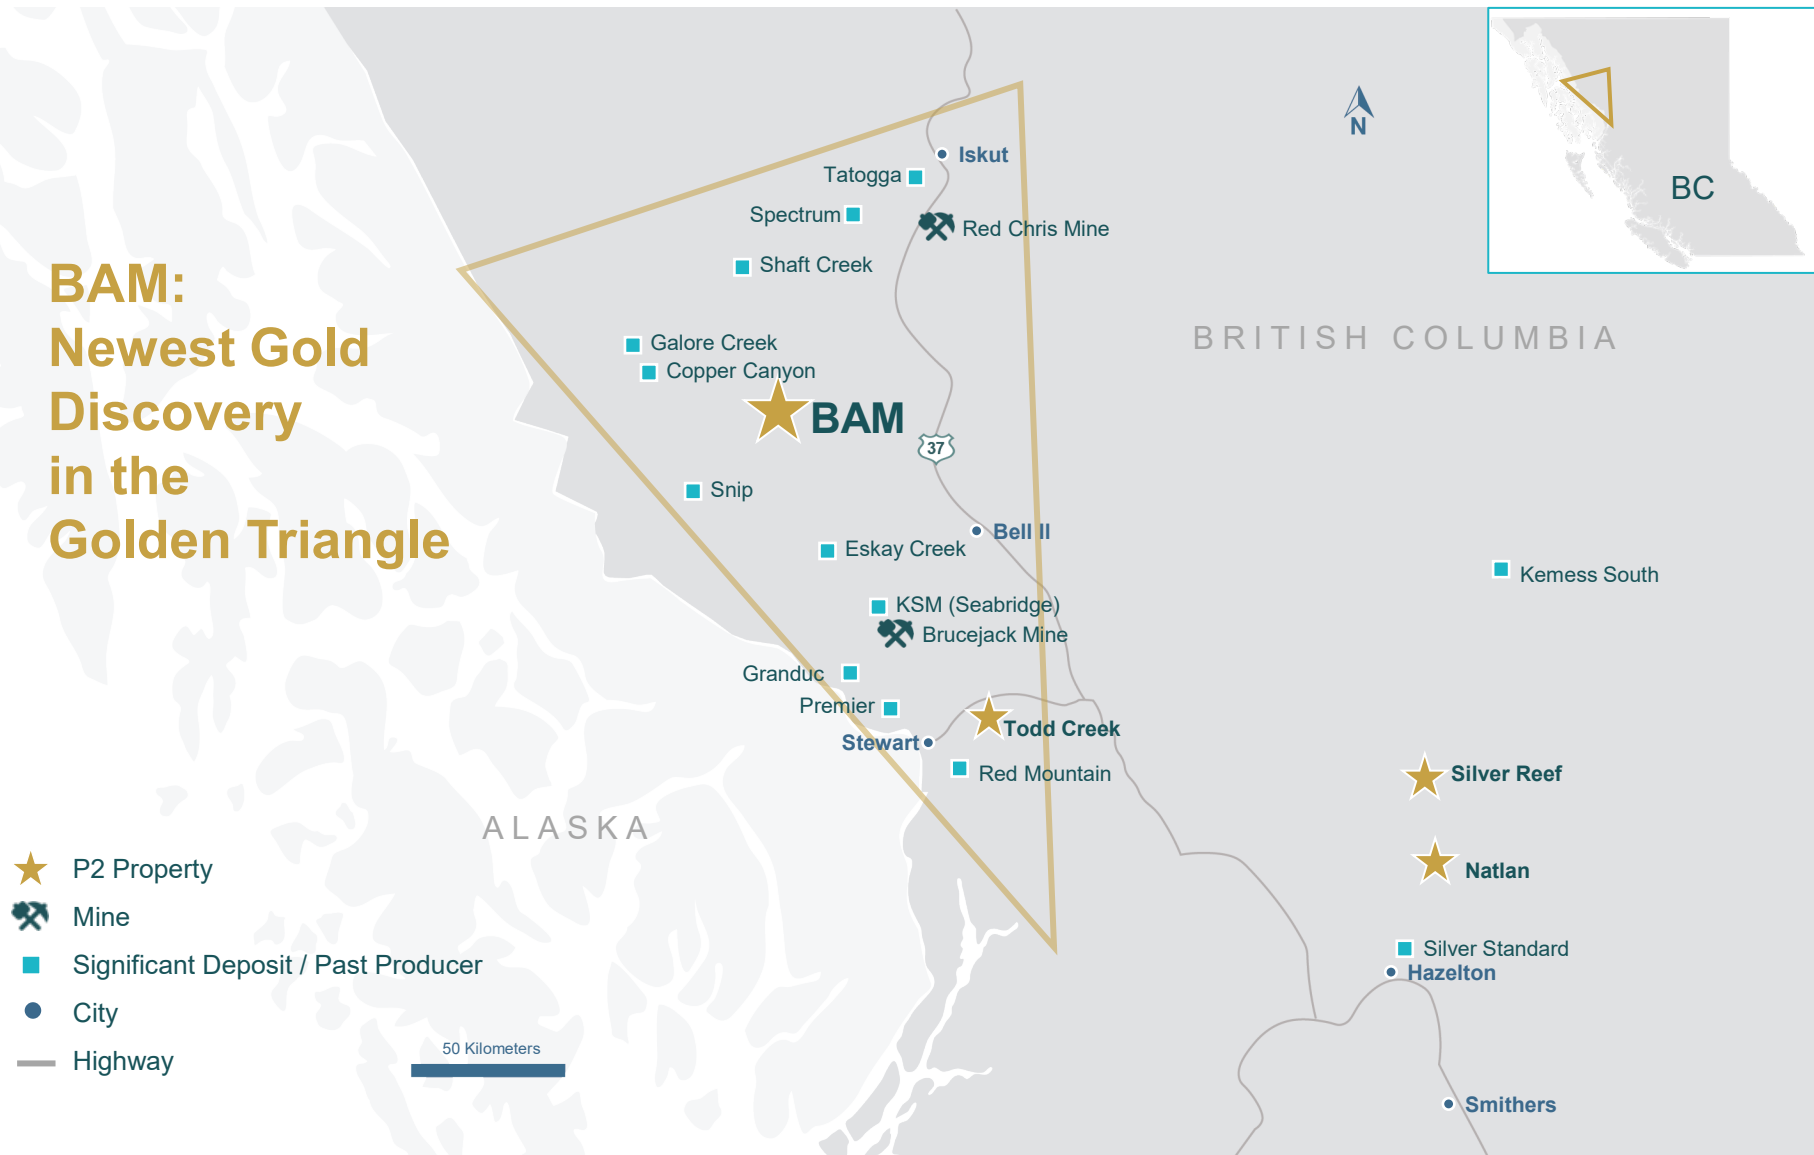 BAM:
Newest Gold
Discovery
in the
Golden Triangle
N
BC
BRITISH COLUMBIA
ALASKA
Iskut
Tatogga
Spectrum
Red Chris Mine
Shaft Creek
Galore Creek
Copper Canyon
BAM
37
Snip
Bell II
Eskay Creek
Kemess South
KSM (Seabridge)
Brucejack Mine
Granduc
Premier
Todd Creek
Stewart
Red Mountain
Silver Reef
Natlan
Silver Standard
Hazelton
Smithers
P2 Property
Mine
Significant Deposit / Past Producer
City
Highway
50 Kilometers